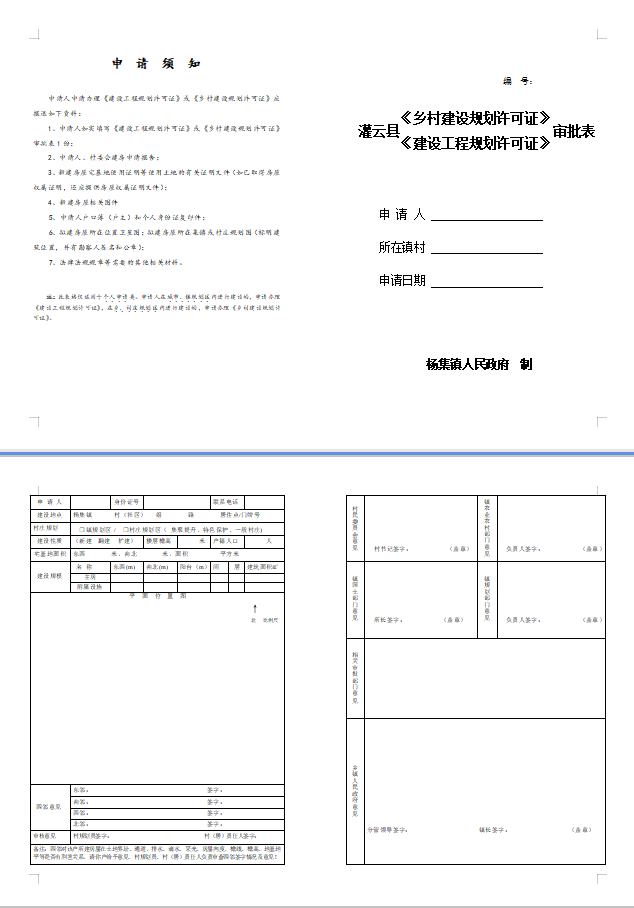 申 请 须 知
申请人申请办理《建设工程规划许可证》或《乡村建设规划许可证》应
报送如下资料：
1、申请人如实填写《建设工程规划许可证》或《乡村建设规划许可证》
审批表 1 份；
2、申请人、村委会建房申请报告；
3、新建房屋宅基地使用证明等使用土地的有关证明文件（如已取得房屋
权属证明，还应提供房屋权属证明文件）；
4、新建房屋相关图件
5、申请人户口簿（户主）和个人身份证复印件；
6、拟建房屋所在位置卫星图；拟建房屋所在集镇或村庄规划图（标明建
筑位置，并有勘察人签名和公章）；
7、法律法规规章等需要的其他相关材料。
注：此表格仅适用于个人申请表。申请人在城市、镇规划区内进行建设的，申请办理
《建设工程规划许可证》，在乡、村庄规划区内进行建设的，申请办理《乡村建设规划许
可证》。
编 号：
灌云县《乡村建设规划许可证》《建设工程规划许可证》审批表
申 请 人
所在镇村
申请日期
杨集镇人民政府 制
申 请 人 身份证号 联系电话
建设地点 杨集镇 村（社区） 组 路 居住点/门牌号
村庄规划 □镇规划区 / □村庄规划区（ 集聚提升、特色保护、一般村庄)
建设性质 （新建 翻建 扩建） 楼层檐高 米 户籍人口 人
宅基地面积 东西 米、南北 米、面积 平方米
建设规模 名 称 东西(m) 南北(m) 阳台（m） 间 层 建筑面积㎡
主房
附属设施
平 面 位 置 图
北 比例尺
四邻意见 东邻： 签字：
南邻： 签字：
西邻： 签字：
北邻： 签字：
审核意见 村规划员签字： 村（居）责任人签字：
村民委员会意见
村书记签字： （盖章）
镇农业农村部门意见
负责人签字： （盖章）
镇国土部门意见
所长签字： （盖章）
镇规划部门意见
负责人签字： （盖章）
相关审批部门意见
乡镇人民政府意见
分管领导签字： 镇长签字： （盖章）